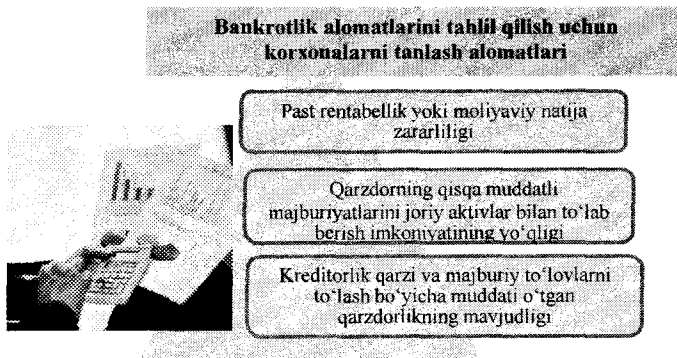 Bankrotlik alomatlarini tahlil qilish uchun
korxonalarni tanlash alomatlari
Past rentabellik yoki moliyaviy natija
zararliligi
Qarzdorning qisqa muddatli
majburiyatlarini joriy aktivlar bilan to‘lab
berish imkoniyatining yo‘qligi
Kreditorlik qarzi va majburiy to‘lovlarni
to‘lash bo‘yicha muddati o‘tgan
qarzdorlikning mavjudligi